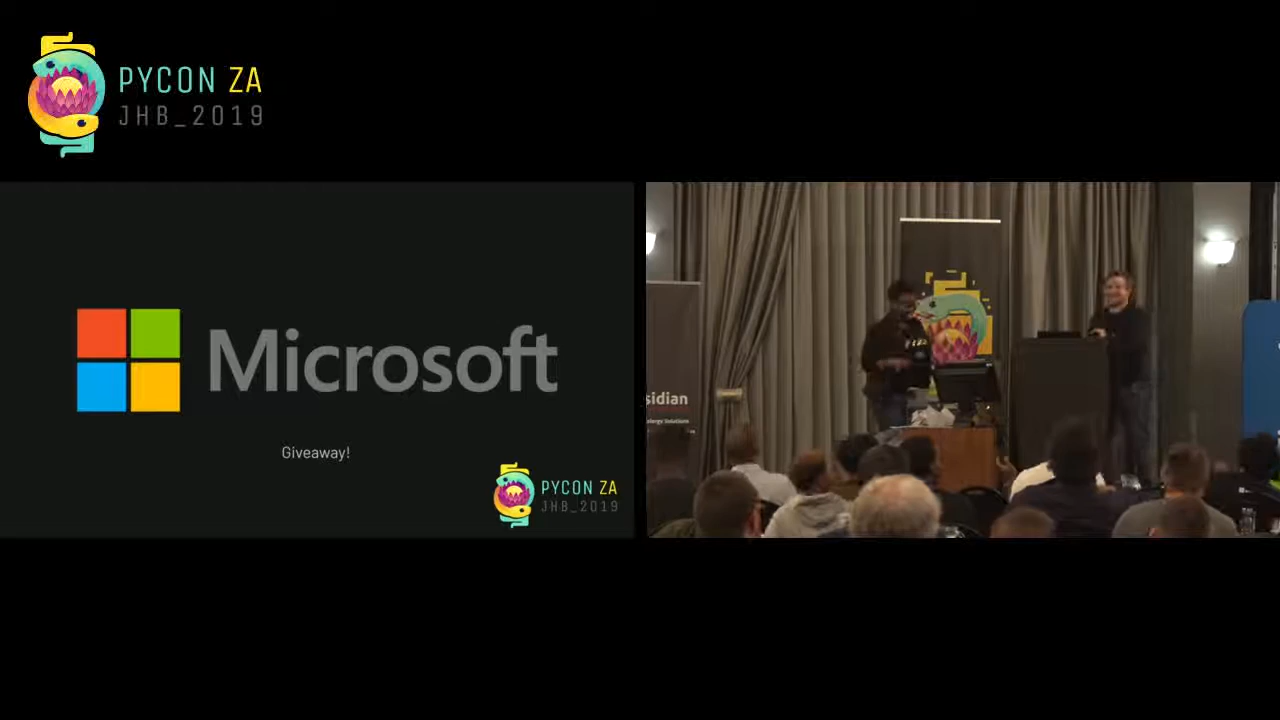 PYCON ZA
JHB_2019
Microsoft
Giveaway!
PYCON ZA
JHB_2019
sidian